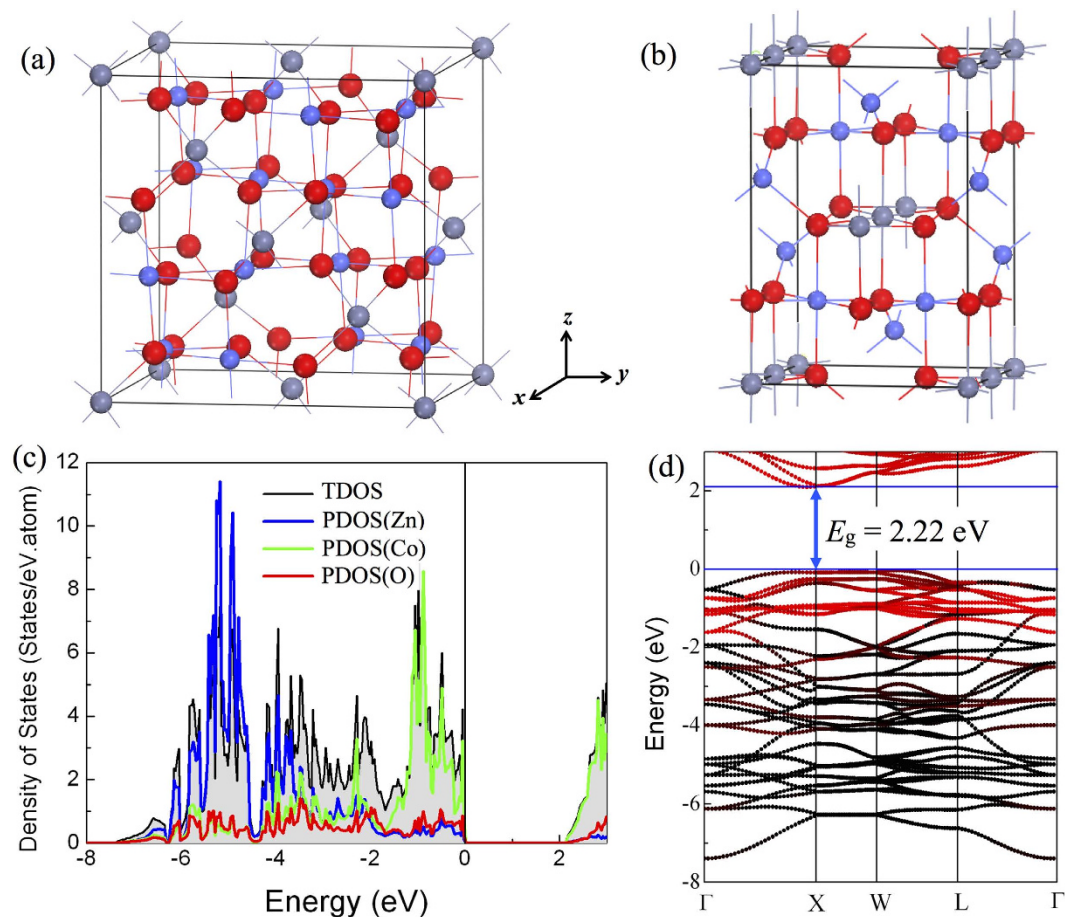 (a)
(b)
z
y
x
(c)
12
10
8
6
4
2
0
Density of States (States/eV.atom)
TDOS
PDOS(Zn)
PDOS(Co)
PDOS(O)
-8
-6
-4
-2
0
2
Energy (eV)
(d)
2
0
-2
-4
-6
-8
Energy (eV)
Eg = 2.22 eV
Γ
X
W
L
Γ